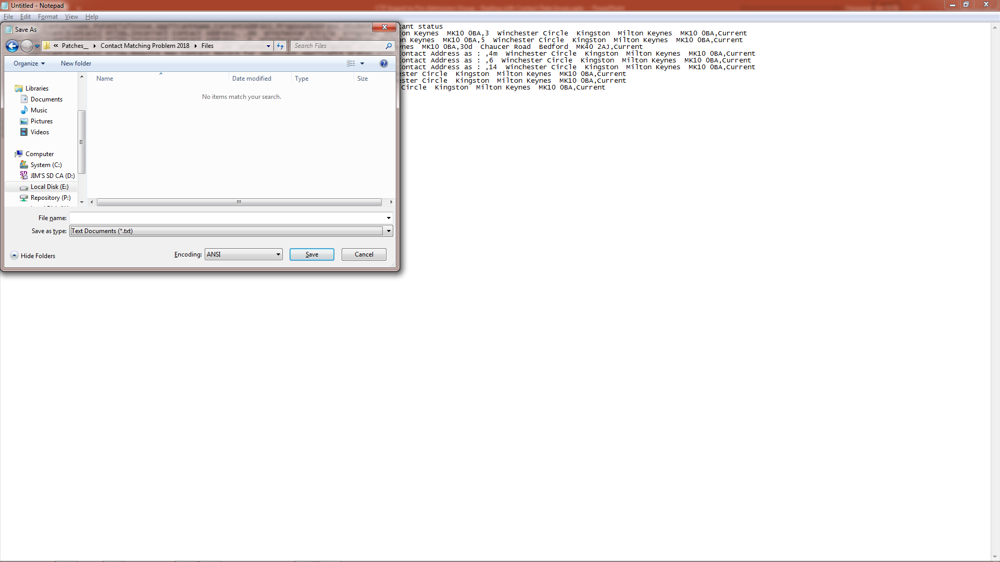 Untitled - Notepad
File Edit Format View Help
Save As
« Patches__ Contact Matching Problem 2018 Files
Search Files
Organize New folder
Name Date modified Type Size
No items match your search.
Libraries
Documents
Music
Pictures
Videos
Computer
System (C:)
JIM'S SD CA (D:)
Local Disk (E:)
Repository (P:)
File name:
Save as type: Text Documents (*.txt)
Hide Folders
Encoding: ANSI
Save
Cancel
ant status
on Keynes MK10 0BA,3 Winchester Circle Kingston Milton Keynes MK10 0BA,Current
n Keynes MK10 0BA,5 Winchester Circle Kingston Milton Keynes MK10 0BA,Current
ynes MK10 0BA,30d Chaucer Road Bedford MK40 2AJ,Current
ontact Address as : ,4m Winchester Circle Kingston Milton Keynes MK10 0BA,Current
ontact Address as : ,6 Winchester Circle Kingston Milton Keynes MK10 0BA,Current
ontact Address as : ,14 Winchester Circle Kingston Milton Keynes MK10 0BA,Current
ster Circle Kingston Milton Keynes MK10 0BA,Current
ester Circle Kingston Milton Keynes MK10 0BA,Current
Circle Kingston Milton Keynes MK10 0BA,Current